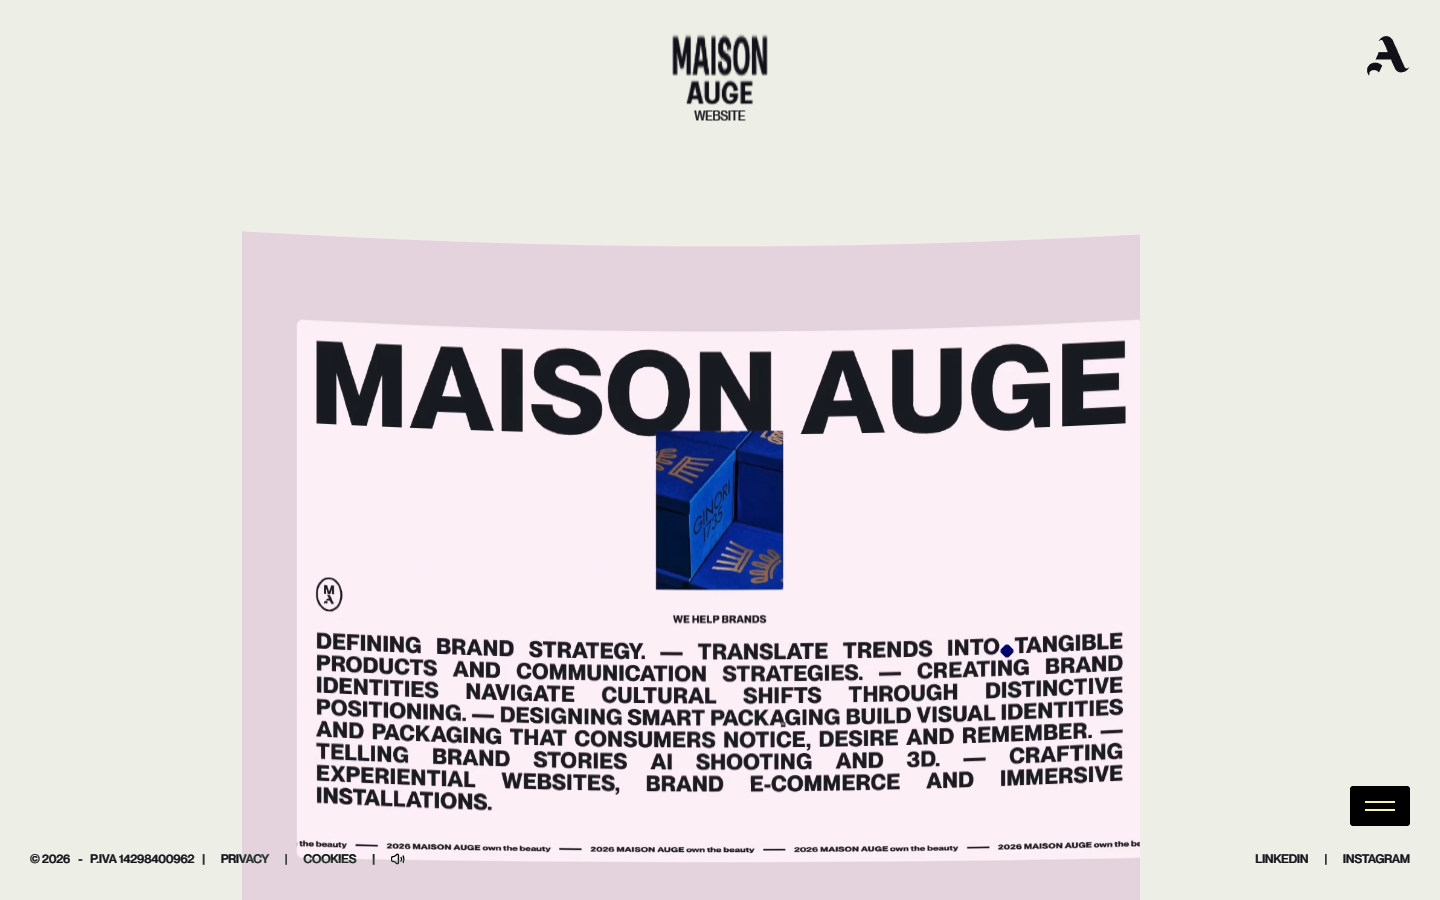 MAISON
AUGE
WEBSITE
A
MAISON AUGE
GINORI
1735
MA
WE HELP BRANDS
DEFINING BRAND STRATEGY. — TRANSLATE TRENDS INTO TANGIBLE
PRODUCTS AND COMMUNICATION STRATEGIES. — CREATING BRAND
IDENTITIES NAVIGATE CULTURAL SHIFTS THROUGH DISTINCTIVE
POSITIONING. — DESIGNING SMART PACKAGING BUILD VISUAL IDENTITIES
AND PACKAGING THAT CONSUMERS NOTICE, DESIRE AND REMEMBER. —
TELLING BRAND STORIES AI SHOOTING AND 3D. — CRAFTING
EXPERIENTIAL WEBSITES, BRAND E-COMMERCE AND IMMERSIVE
INSTALLATIONS.
the beauty — 2026 MAISON AUGE own the beauty — 2026 MAISON AUGE own the beauty — 2026 MAISON AUGE own the beauty — 2026 MAISON AUGE own the be
© 2026 - P.IVA 14298400962 | PRIVACY | COOKIES |
LINKEDIN | INSTAGRAM